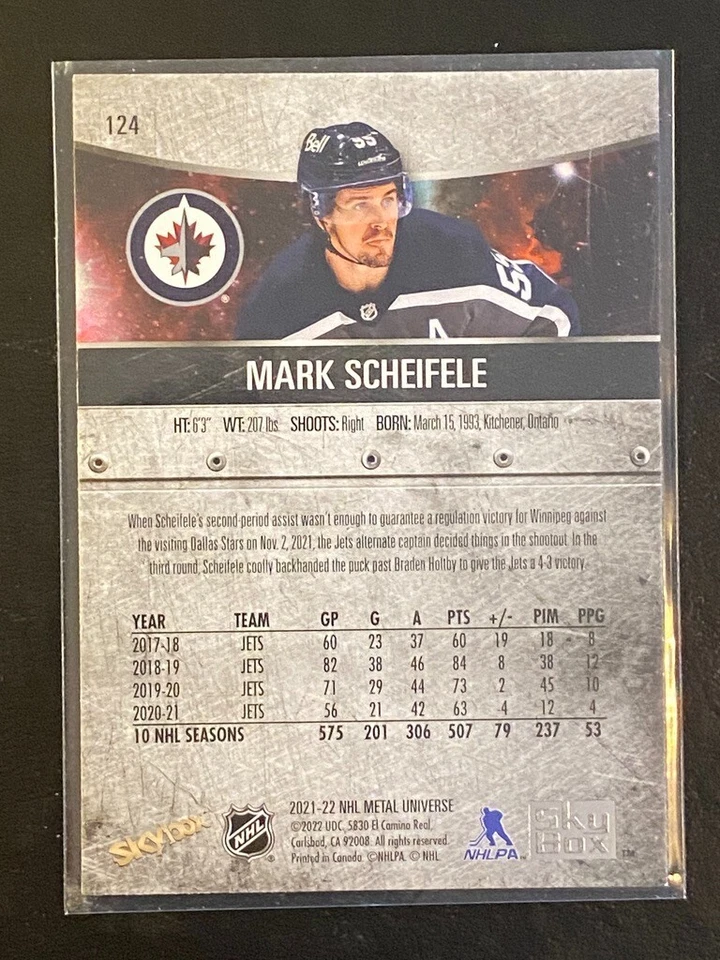 124
Bell
55
55
A
MARK SCHEIFELE
HT: 6'3" WT: 207 lbs SHOOTS: Right BORN: March 15, 1993, Kitchener, Ontario
When Scheifele's second-period assist wasn't enough to guarantee a regulation victory for Winnipeg against
the visiting Dallas Stars on Nov. 2, 2021, the Jets alternate captain decided things in the shootout. In the
third round, Scheifele coolly backhanded the puck past Braden Holtby to give the Jets a 4-3 victory.
YEAR TEAM GP G A PTS +/- PIM PPG
2017-18 JETS 60 23 37 60 19 18 8
2018-19 JETS 82 38 46 84 8 38 12
2019-20 JETS 71 29 44 73 2 45 10
2020-21 JETS 56 21 42 63 4 12 4
10 NHL SEASONS 575 201 306 507 79 237 53
SKYBOX
NHL
®
2021-22 NHL METAL UNIVERSE
©2022 UDC, 5830 El Camino Real,
Carlsbad, CA 92008. All rights reserved.
Printed in Canada. ©NHLPA. © NHL
NHLPA™
Sky
Box
TM